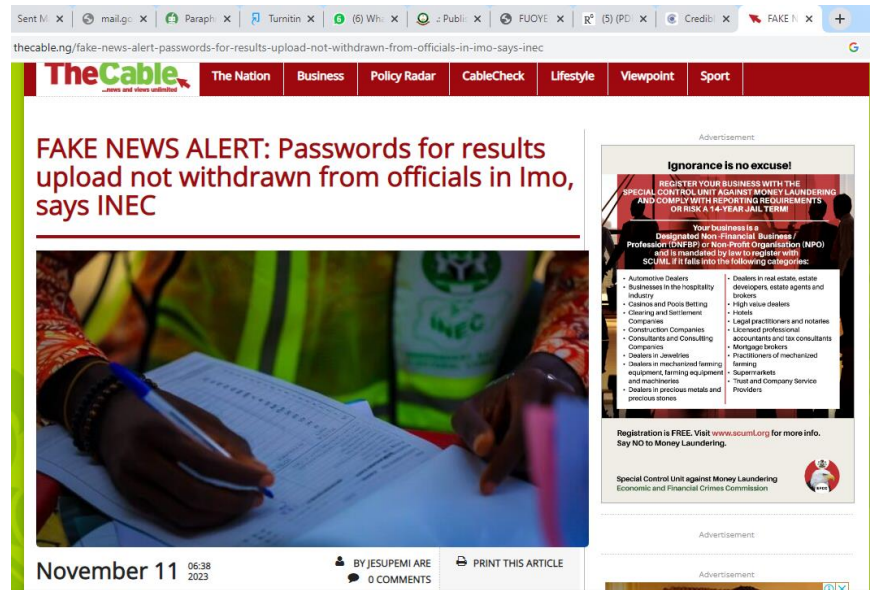 Sent M
mail.go
Paraph
Turnitin
(6) Wha
Public
FUOYE
(5) (PDF
Credibl
FAKE N
thecable.ng/fake-news-alert-passwords-for-results-upload-not-withdrawn-from-officials-in-imo-says-inec
TheCable
...news and views unlimited
The Nation
Business
Policy Radar
CableCheck
Lifestyle
Viewpoint
Sport
FAKE NEWS ALERT: Passwords for results
upload not withdrawn from officials in Imo,
says INEC
INEC
November 11
06:38
2023
BY JESUPEMI ARE
0 COMMENTS
PRINT THIS ARTICLE
Advertisement
Ignorance is no excuse!
REGISTER YOUR BUSINESS WITH THE
SPECIAL CONTROL UNIT AGAINST MONEY LAUNDERING
AND COMPLY WITH REPORTING REQUIREMENTS
OR RISK A 14-YEAR JAIL TERM!
Your business is a
Designated Non-Financial Business /
Profession (DNFBP) or Non-Profit Organisation (NPO)
and is mandated by law to register with
SCUML if it falls into the following categories:
• Automotive Dealers
• Businesses in the hospitality
industry
• Casinos and Pools Betting
• Clearing and Settlement
Companies
• Construction Companies
• Consultants and Consulting
Companies
• Dealers in Jewelries
• Dealers in mechanized farming
equipment, farming equipment
and machineries
• Dealers in precious metals and
precious stones
• Dealers in real estate, estate
developers, estate agents and
brokers
• High value dealers
• Hotels
• Legal practitioners and notaries
• Licensed professional
accountants and tax consultants
• Mortgage brokers
• Practitioners of mechanized
farming
• Supermarkets
• Trust and Company Service
Providers
Registration is FREE. Visit www.scuml.org for more info.
Say NO to Money Laundering.
Special Control Unit against Money Laundering
Economic and Financial Crimes Commission
EFCC
Advertisement
Advertisement